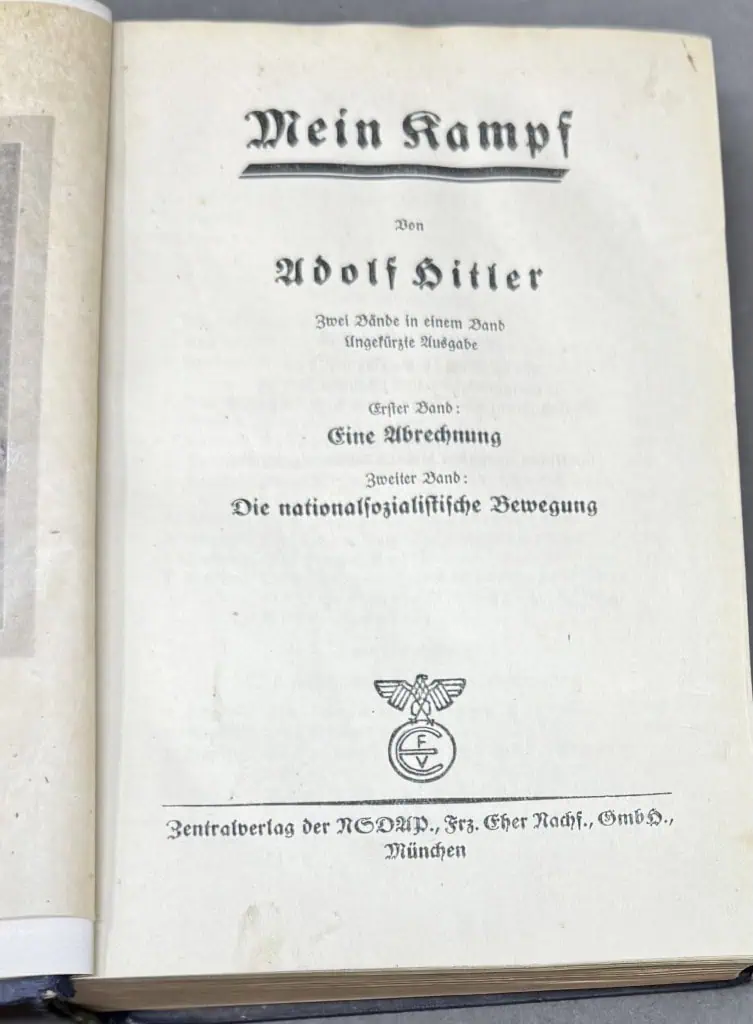 Mein Kampf
Von
Adolf Hitler
Zwei Bände in einem Band
Ungekürzte Ausgabe
Erster Band:
Eine Abrechnung
Zweiter Band:
Die nationalsozialistische Bewegung
F
E
V
Zentralverlag der NSDAP., Frz. Eher Nachf., GmbH.,
München